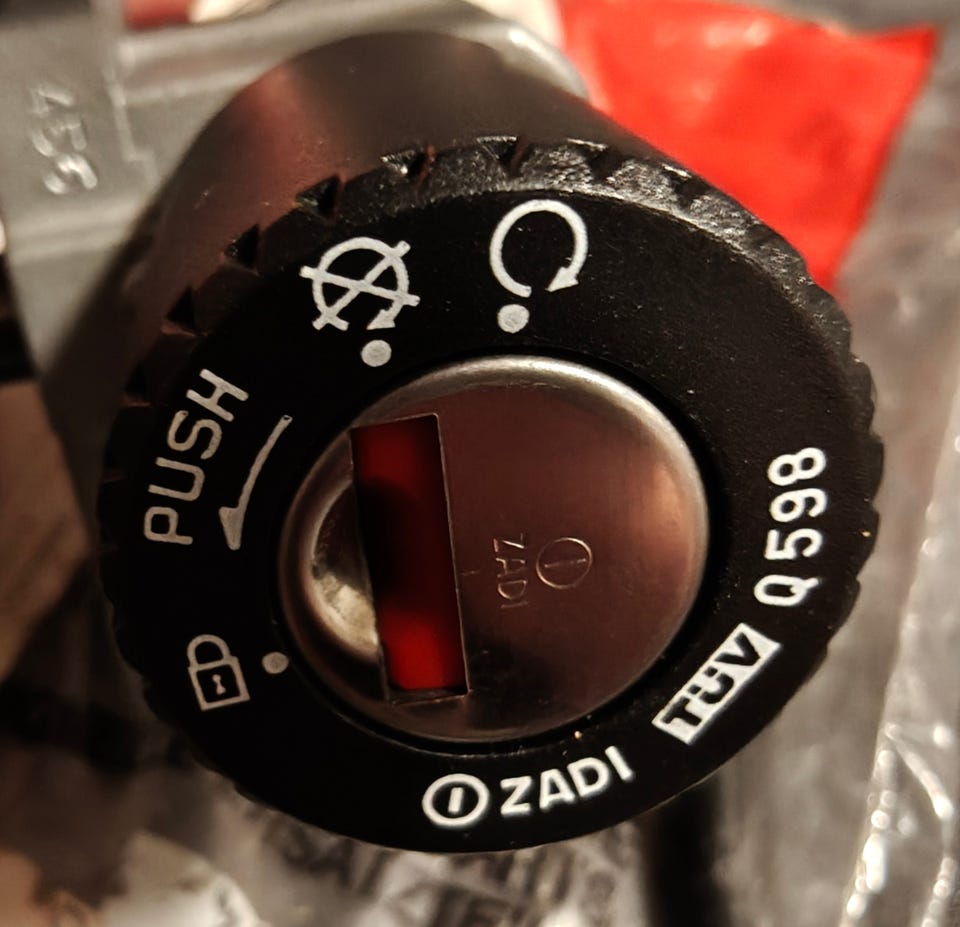 PUSH
Q598
TÜV
ZADI
ZADI